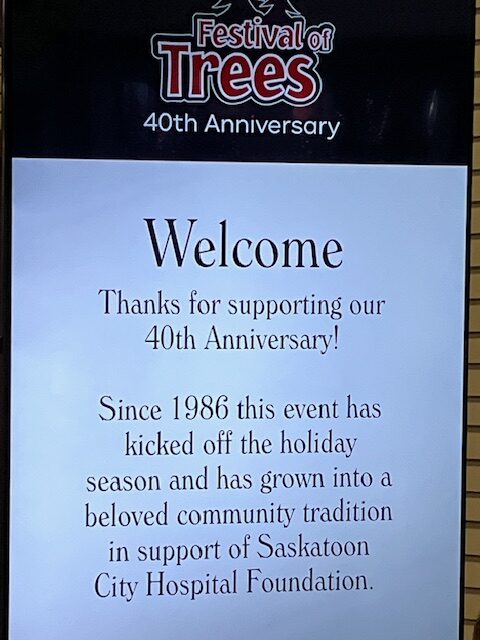 Festival of
Trees
40th Anniversary
Welcome
Thanks for supporting our
40th Anniversary!
Since 1986 this event has
kicked off the holiday
season and has grown into a
beloved community tradition
in support of Saskatoon
City Hospital Foundation.